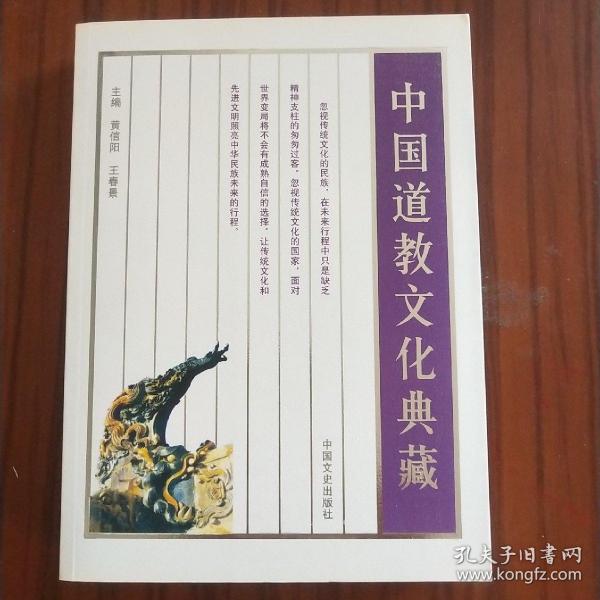 中国道教文化典藏
忽视传统文化的民族，在未来行程中只是缺乏
精神支柱的匆匆过客。忽视传统文化的国家，面对
世界变局将不会有成熟自信的选择。让传统文化和
先进文明照亮中华民族未来的行程。
主编 黄信阳 王春景
中国文史出版社
孔夫子旧书网
www.kongfz.com